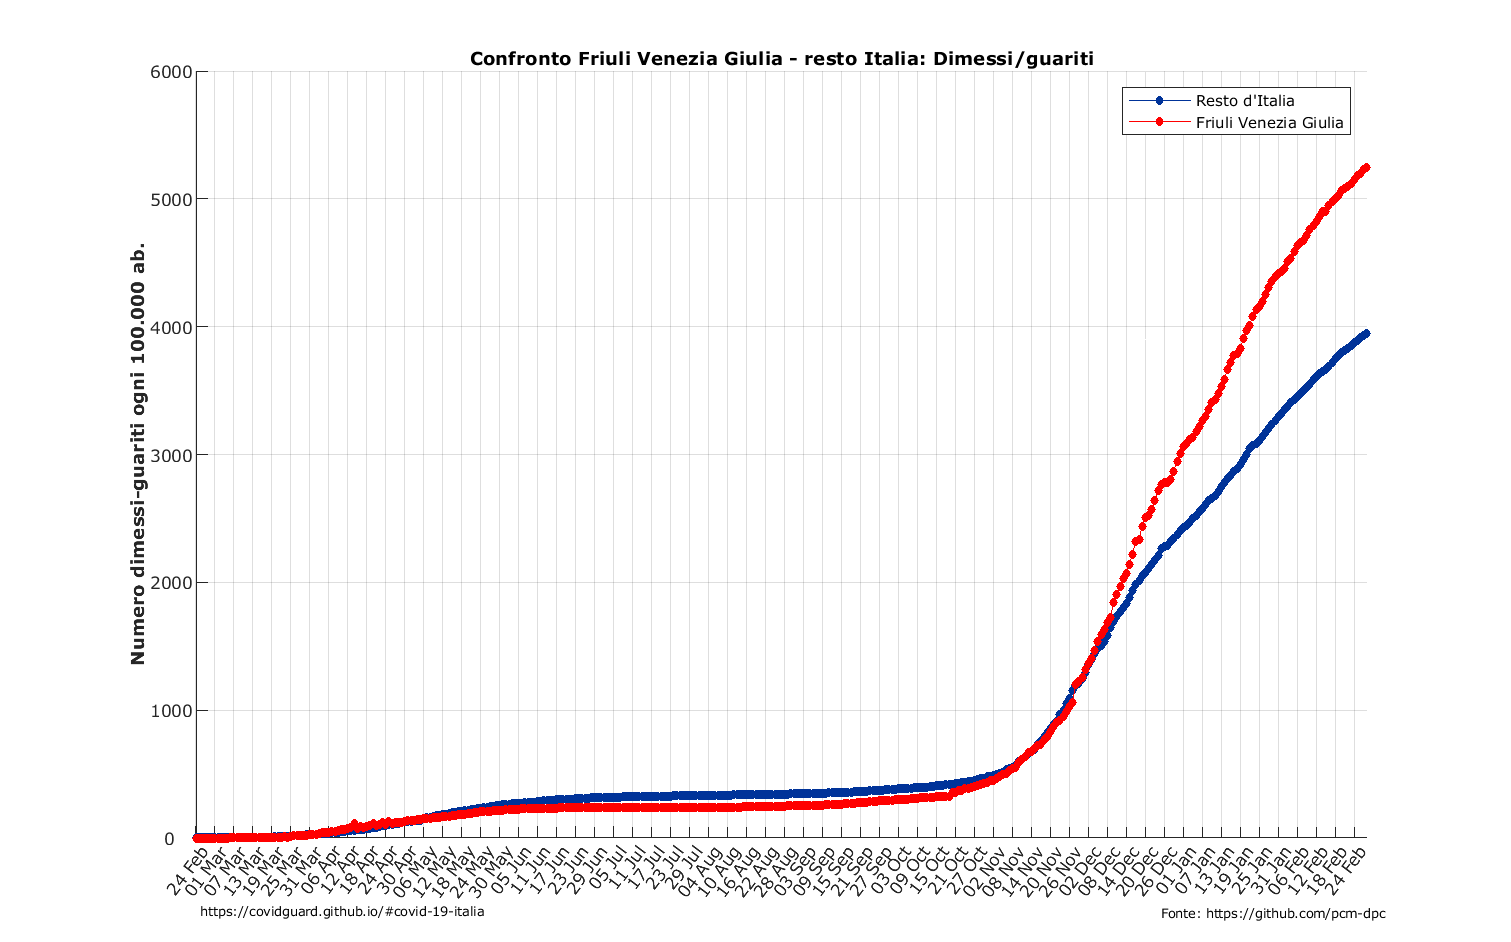 Confronto Friuli Venezia Giulia - resto Italia: Dimessi/guariti
Resto d'Italia
Friuli Venezia Giulia
Numero dimessi-guariti ogni 100.000 ab.
6000
5000
4000
3000
2000
1000
0
24 Feb
01 Mar
07 Mar
13 Mar
19 Mar
25 Mar
31 Mar
06 Apr
12 Apr
18 Apr
24 Apr
30 Apr
06 May
12 May
18 May
24 May
30 May
05 Jun
11 Jun
17 Jun
23 Jun
29 Jun
05 Jul
11 Jul
17 Jul
23 Jul
29 Jul
04 Aug
10 Aug
16 Aug
22 Aug
28 Aug
03 Sep
09 Sep
15 Sep
21 Sep
27 Sep
03 Oct
09 Oct
15 Oct
21 Oct
27 Oct
02 Nov
08 Nov
14 Nov
20 Nov
26 Nov
02 Dec
08 Dec
14 Dec
20 Dec
26 Dec
01 Jan
07 Jan
13 Jan
19 Jan
25 Jan
31 Jan
06 Feb
12 Feb
18 Feb
24 Feb
https://covidguard.github.io/#covid-19-italia
Fonte: https://github.com/pcm-dpc